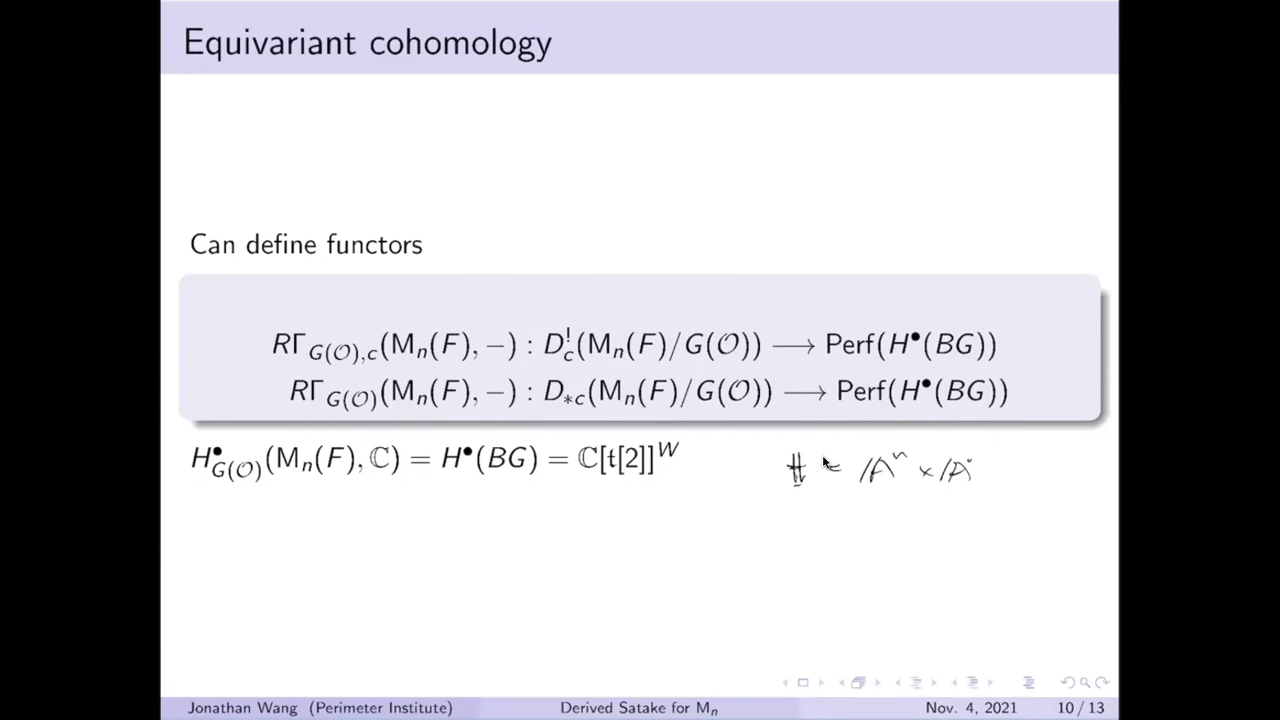 Equivariant cohomology
Can define functors
RΓ_{G(𝒪),c}(M_n(F), −) : D^!_c(M_n(F)/G(𝒪)) ⟶ Perf(H^•(BG))
RΓ_{G(𝒪)}(M_n(F), −) : D_{*c}(M_n(F)/G(𝒪)) ⟶ Perf(H^•(BG))
H^•_{G(𝒪)}(M_n(F), ℂ) = H^•(BG) = ℂ[𝔱[2]]^W
𝔸^n × 𝔸
Jonathan Wang (Perimeter Institute) Derived Satake for M_n Nov. 4, 2021 10 / 13